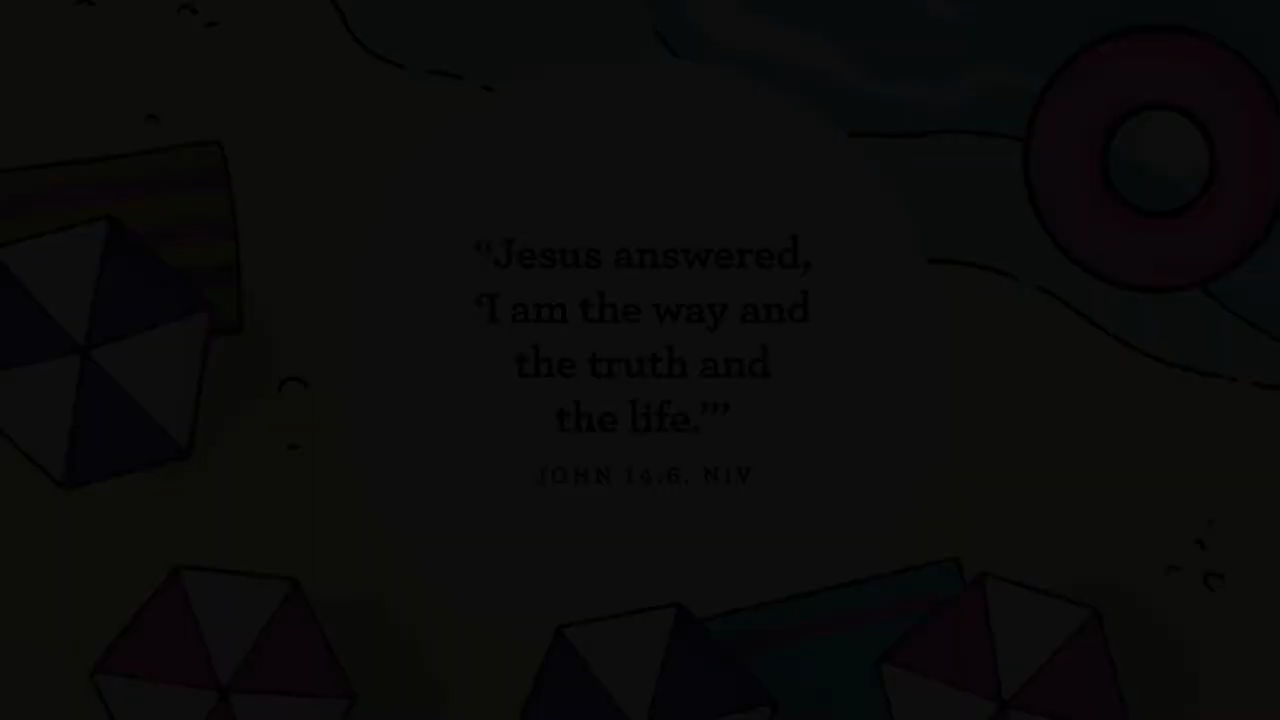 “Jesus answered,
‘I am the way and
the truth and
the life.’”
JOHN 14:6, NIV